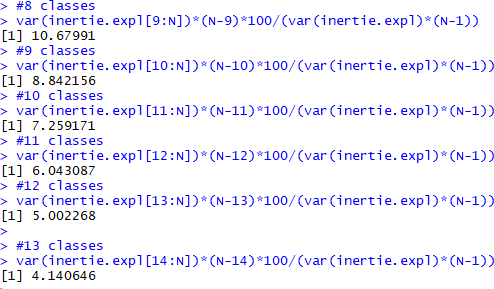 > #8 classes
> var(inertie.expl[9:N])*(N-9)*100/(var(inertie.expl)*(N-1))
[1] 10.67991
> #9 classes
> var(inertie.expl[10:N])*(N-10)*100/(var(inertie.expl)*(N-1))
[1] 8.842156
> #10 classes
> var(inertie.expl[11:N])*(N-11)*100/(var(inertie.expl)*(N-1))
[1] 7.259171
> #11 classes
> var(inertie.expl[12:N])*(N-12)*100/(var(inertie.expl)*(N-1))
[1] 6.043087
> #12 classes
> var(inertie.expl[13:N])*(N-13)*100/(var(inertie.expl)*(N-1))
[1] 5.002268
>
> #13 classes
> var(inertie.expl[14:N])*(N-14)*100/(var(inertie.expl)*(N-1))
[1] 4.140646